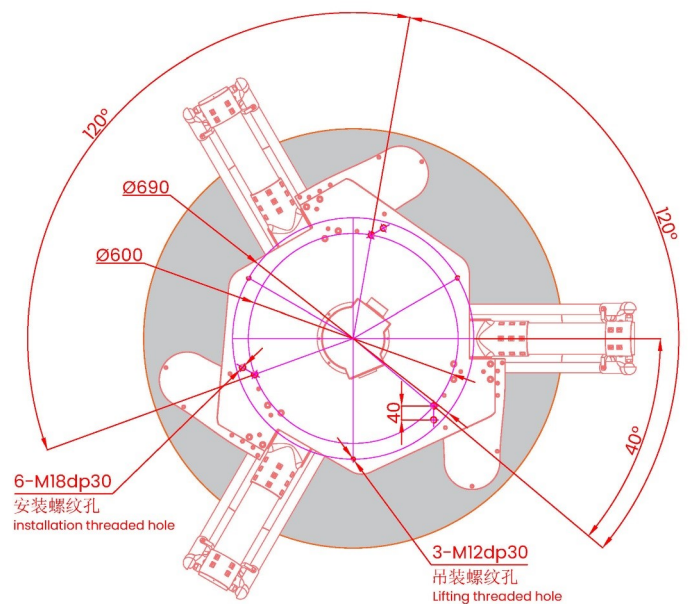 120°
Ø690
Ø600
120°
40
40°
6-M18dp30
安装螺纹孔
installation threaded hole
3-M12dp30
吊装螺纹孔
Lifting threaded hole